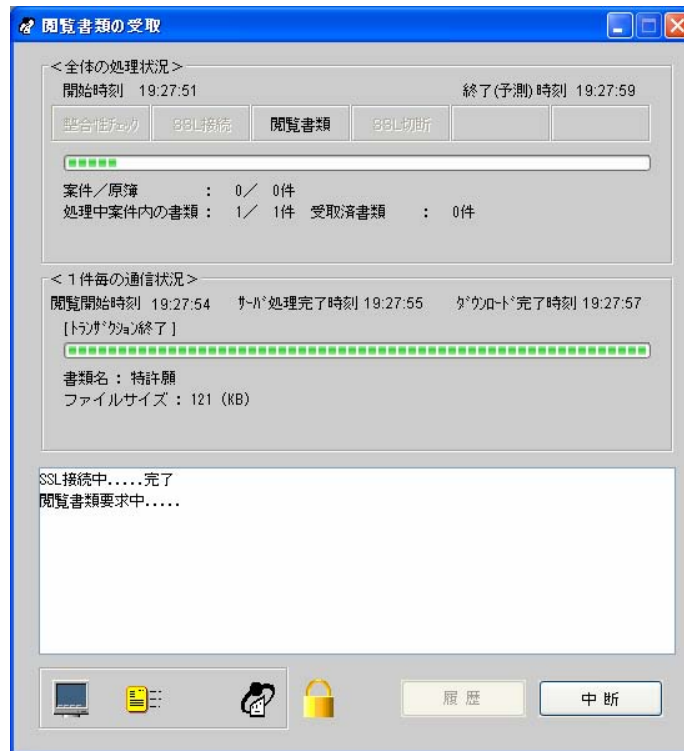 閲覧書類の受取
＜全体の処理状況＞
開始時刻 19:27:51 終了(予測)時刻 19:27:59
整合性ﾁｪｯｸ SSL接続 閲覧書類 SSL切断
案件／原簿 ： 0／ 0件
処理中案件内の書類： 1／ 1件 受取済書類 ： 0件
＜１件毎の通信状況＞
閲覧開始時刻 19:27:54 ｻｰﾊﾞ処理完了時刻 19:27:55 ﾀﾞｳﾝﾛｰﾄﾞ完了時刻 19:27:57
[ﾄﾗﾝｻﾞｸｼｮﾝ終了]
書類名：特許願
ファイルサイズ：121 (KB)
SSL接続中.....完了
閲覧書類要求中.....
履歴 中断